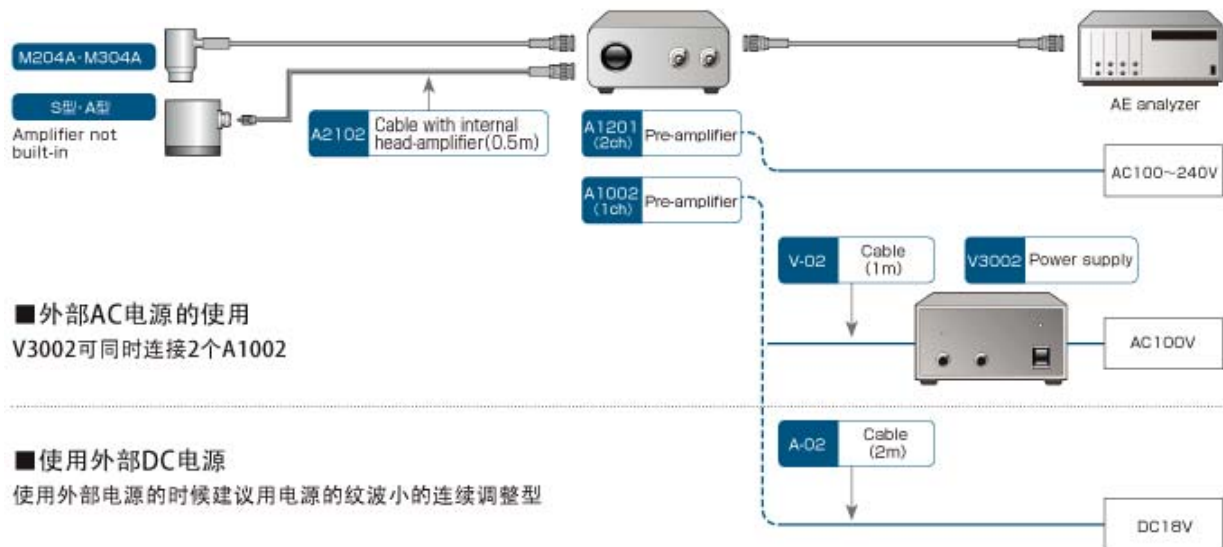 M204A·M304A
S型·A型
Amplifier not
built-in
A2102
Cable with internal
head-amplifier(0.5m)
A1201
(2ch)
Pre-amplifier
A1002
(1ch)
Pre-amplifier
AE analyzer
AC100～240V
V-02
Cable
(1m)
V3002
Power supply
AC100V
■外部AC电源的使用
V3002可同时连接2个A1002
A-02
Cable
(2m)
DC18V
■使用外部DC电源
使用外部电源的时候建议用电源的纹波小的连续调整型